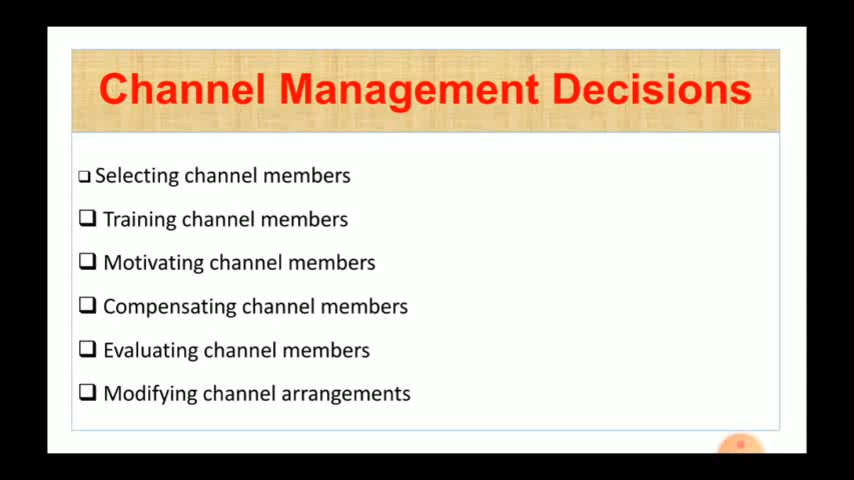 Channel Management Decisions
Selecting channel members
Training channel members
Motivating channel members
Compensating channel members
Evaluating channel members
Modifying channel arrangements